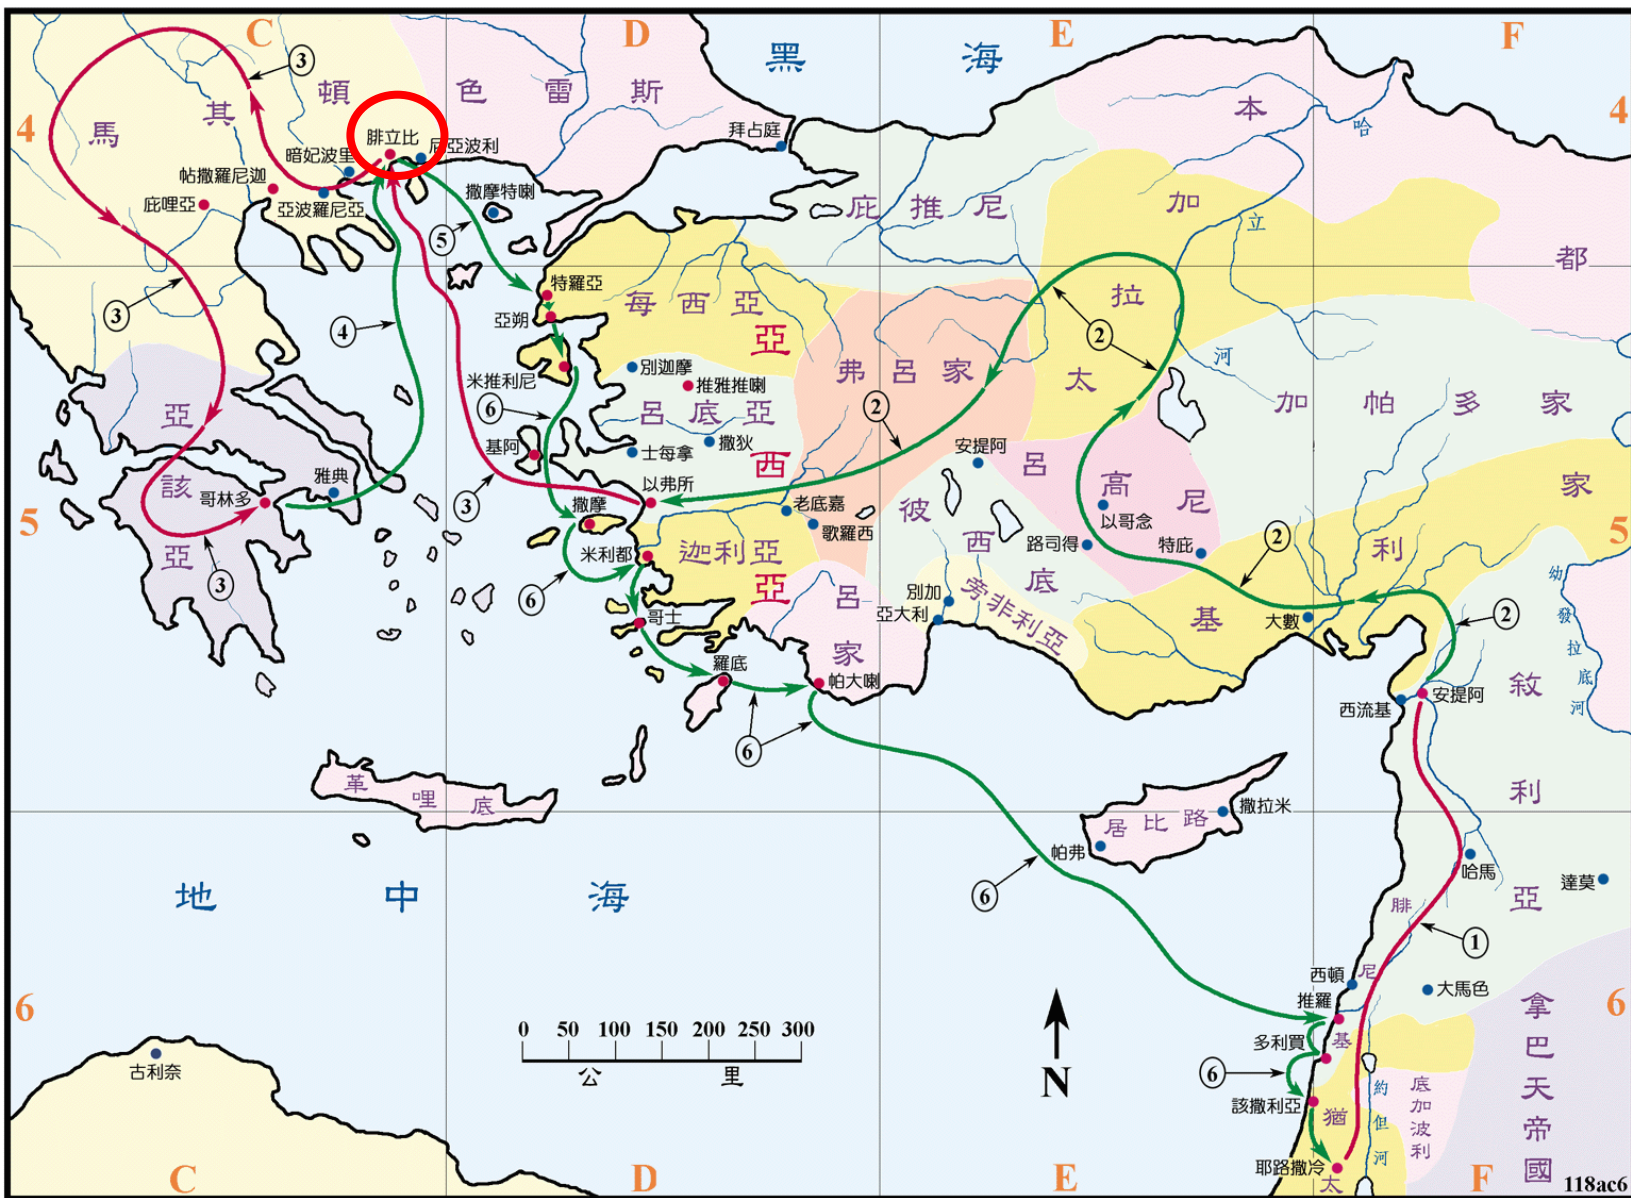 C
D
E
F
黑 海
4
馬 其 頓
色 雷 斯
本
都
4
哈
立
河
③
腓立比
尼亞波利
暗妃波里
帖撒羅尼迦
庇哩亞
亞波羅尼亞
撒摩特喇
拜占庭
庇 推 尼
加
拉
太
⑤
③
④
特羅亞
亞朔
每 西 亞
亞
西
亞
弗 呂 家
②
加 帕 多 家
米推利尼
別迦摩
推雅推喇
呂 底 亞
撒狄
士每拿
⑥
②
基阿
安提阿
呂 高 尼
以哥念
亞
該
亞
哥林多
雅典
③
以弗所
老底嘉
歌羅西
彼 西 底
路司得
特庇
②
基 利 家
5
5
撒摩
米利都
迦利亞
③
⑥
哥士
呂
家
別加
亞大利
旁非利亞
大數
②
幼發拉底河
羅底
帕大喇
⑥
西流基
安提阿
敘
利
亞
革 哩 底
居 比 路
撒拉米
帕弗
地 中 海
⑥
哈馬
達莫
腓
尼
基
①
西頓
大馬色
推羅
多利買
6
6
0 50 100 150 200 250 300
公 里
N
古利奈
⑥
該撒利亞
猶
太
約但河
底加波利
拿巴天帝國
耶路撒冷
C
D
E
F
118ac6